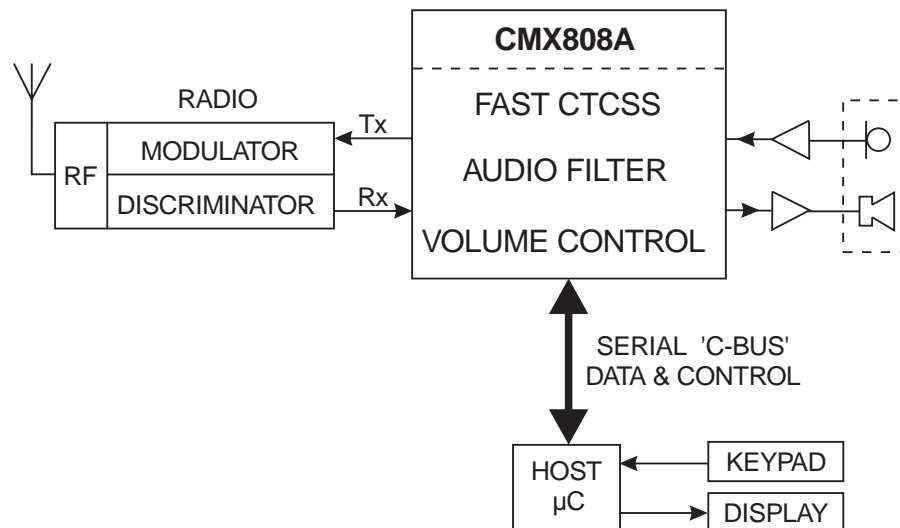 CMX808A
RADIO
Tx
FAST CTCSS
RF
MODULATOR
AUDIO FILTER
DISCRIMINATOR
Rx
VOLUME CONTROL
SERIAL 'C-BUS'
DATA & CONTROL
HOST
µC
KEYPAD
DISPLAY